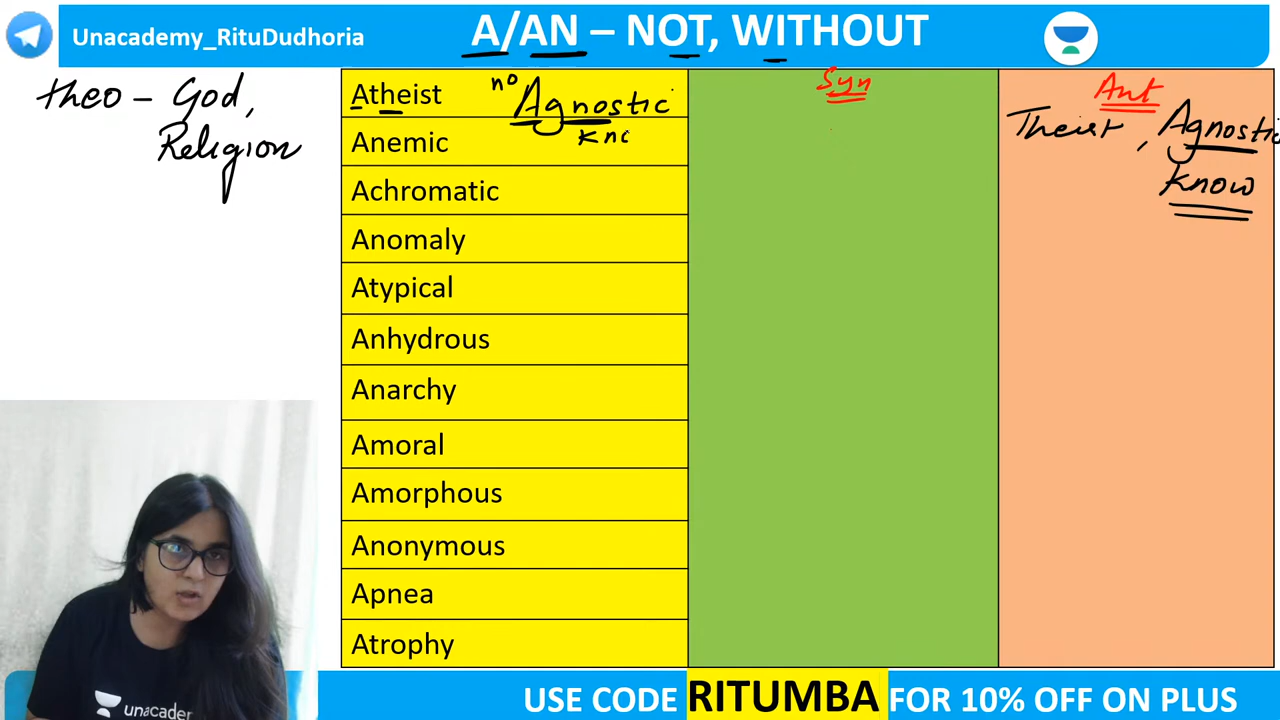 Unacademy_RituDudhoria
A/AN – NOT, WITHOUT
theo – God,
Religion
Atheist
no
Agnostic
kno
Syn
Ant
Theist, Agnostic
know
Anemic
Achromatic
Anomaly
Atypical
Anhydrous
Anarchy
Amoral
Amorphous
Anonymous
Apnea
Atrophy
USE CODE RITUMBA FOR 10% OFF ON PLUS